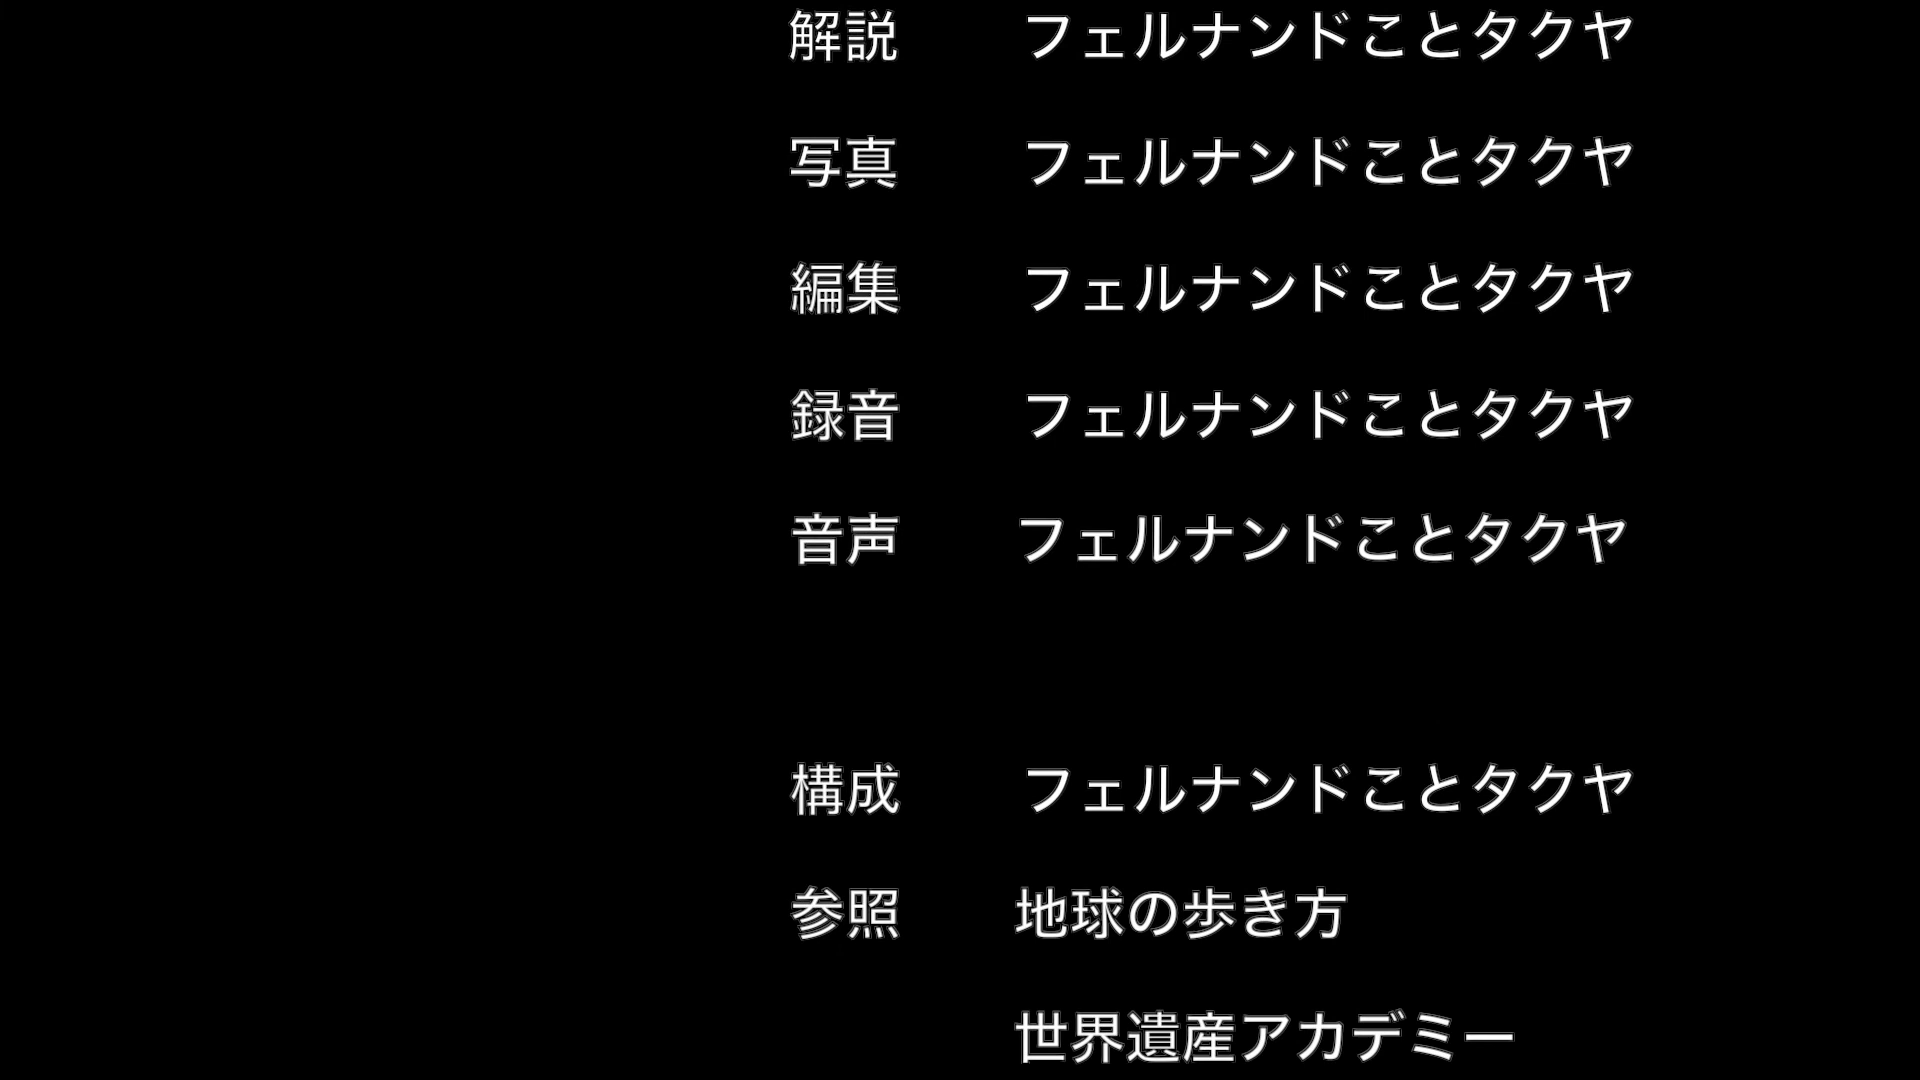 解説 フェルナンドことタクヤ
写真 フェルナンドことタクヤ
編集 フェルナンドことタクヤ
録音 フェルナンドことタクヤ
音声 フェルナンドことタクヤ
構成 フェルナンドことタクヤ
参照 地球の歩き方
世界遺産アカデミー